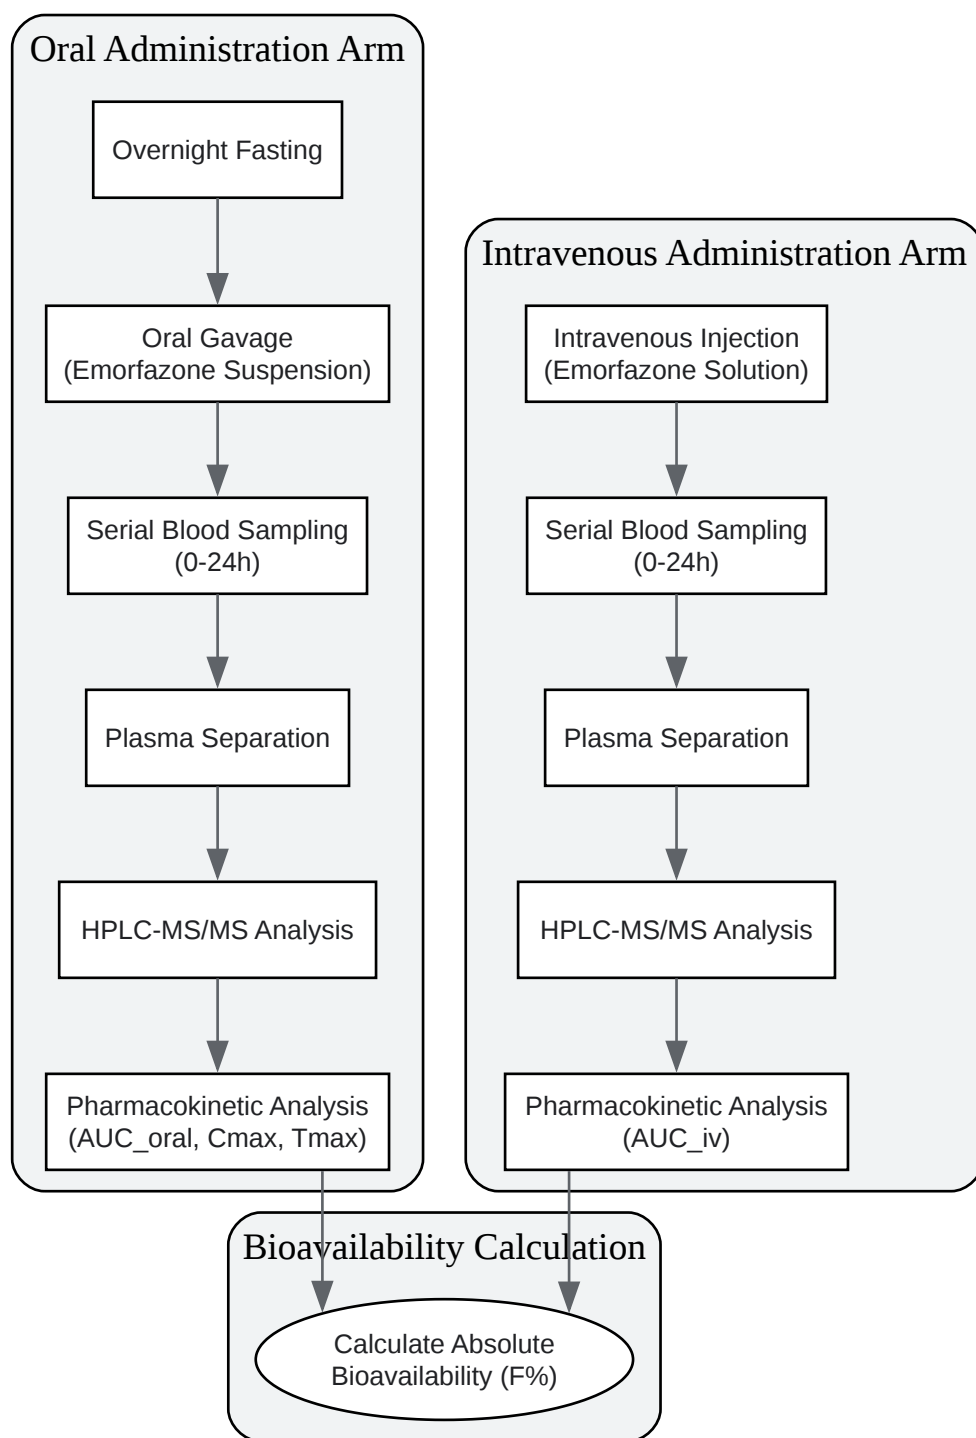 Oral Administration Arm
Overnight Fasting
Oral Gavage
(Emorfazone Suspension)
Serial Blood Sampling
(0-24h)
Plasma Separation
HPLC-MS/MS Analysis
Pharmacokinetic Analysis
(AUC_oral, Cmax, Tmax)
Intravenous Administration Arm
Intravenous Injection
(Emorfazone Solution)
Serial Blood Sampling
(0-24h)
Plasma Separation
HPLC-MS/MS Analysis
Pharmacokinetic Analysis
(AUC_iv)
Bioavailability Calculation
Calculate Absolute
Bioavailability (F%)